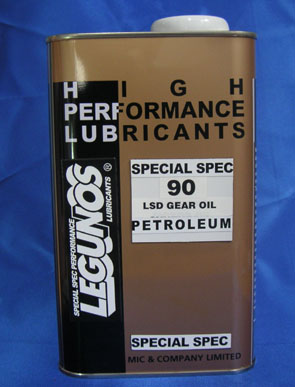 HIGH
PERFORMANCE
LUBRICANTS
SPECIAL SPEC
90
LSD GEAR OIL
PETROLEUM
SPECIAL SPEC PERFORMANCE
LEGUNOS
LUBRICANTS
SPECIAL SPEC
MIC & COMPANY LIMITED